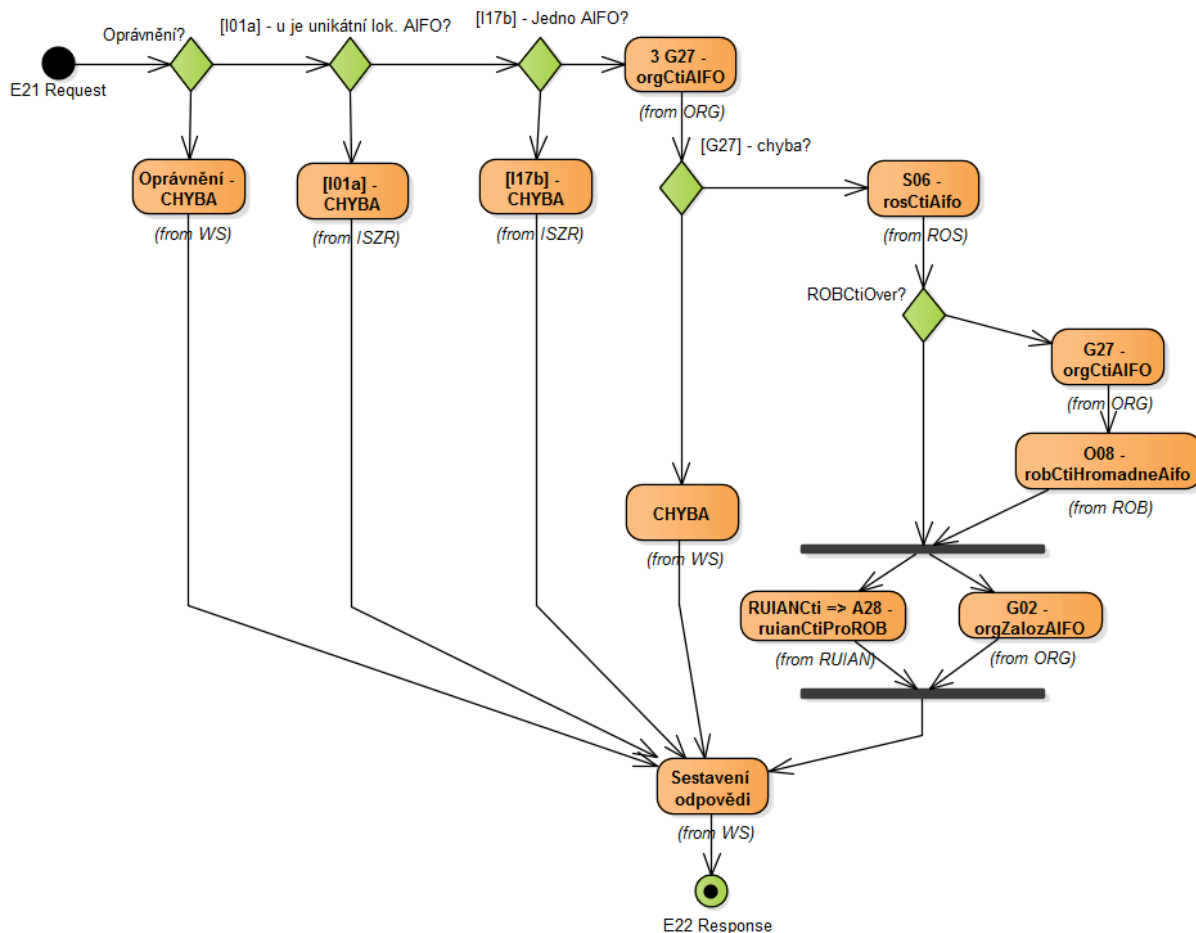 Oprávnění?
[I01a] - u je unikátní lok. AIFO?
[I17b] - Jedno AIFO?
E21 Request
3 G27 -
orgCtiAIFO
(from ORG)
[G27] - chyba?
Oprávnění -
CHYBA
(from WS)
[I01a] -
CHYBA
(from ISZR)
[I17b] -
CHYBA
(from ISZR)
S06 -
rosCtiAifo
(from ROS)
ROBCtiOver?
G27 -
orgCtiAIFO
(from ORG)
O08 -
robCtiHromadneAifo
(from ROB)
CHYBA
(from WS)
RUIANCti => A28 -
ruianCtiProROB
(from RUIAN)
G02 -
orgZalozAIFO
(from ORG)
Sestavení
odpovědi
(from WS)
E22 Response